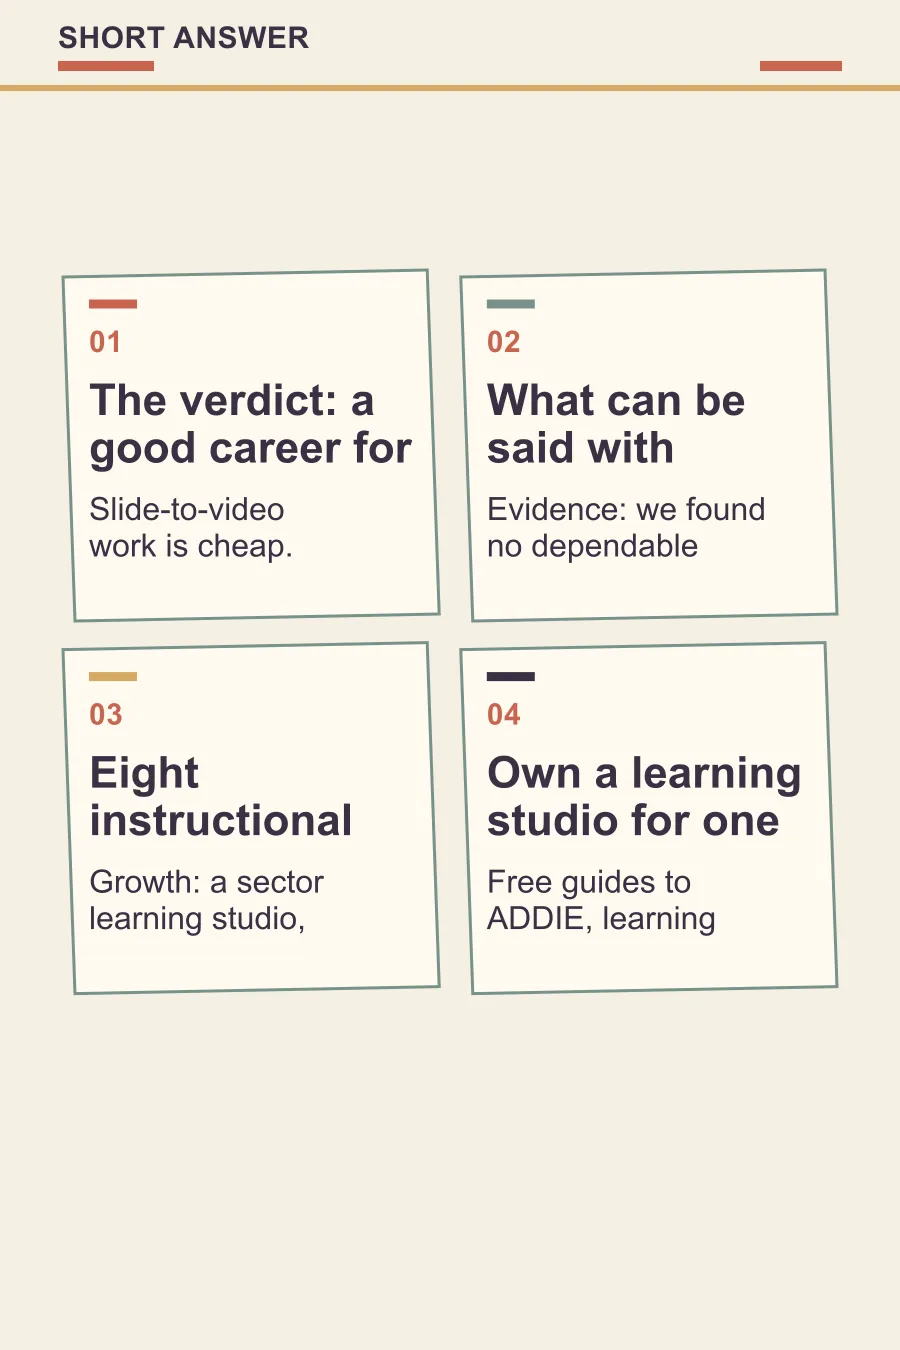 SHORT ANSWER
01
The verdict: a
good career for
Slide-to-video
work is cheap.
02
What can be
said with
Evidence: we found
no dependable
03
Eight
instructional
Growth: a sector
learning studio,
04
Own a learning
studio for one
Free guides to
ADDIE, learning